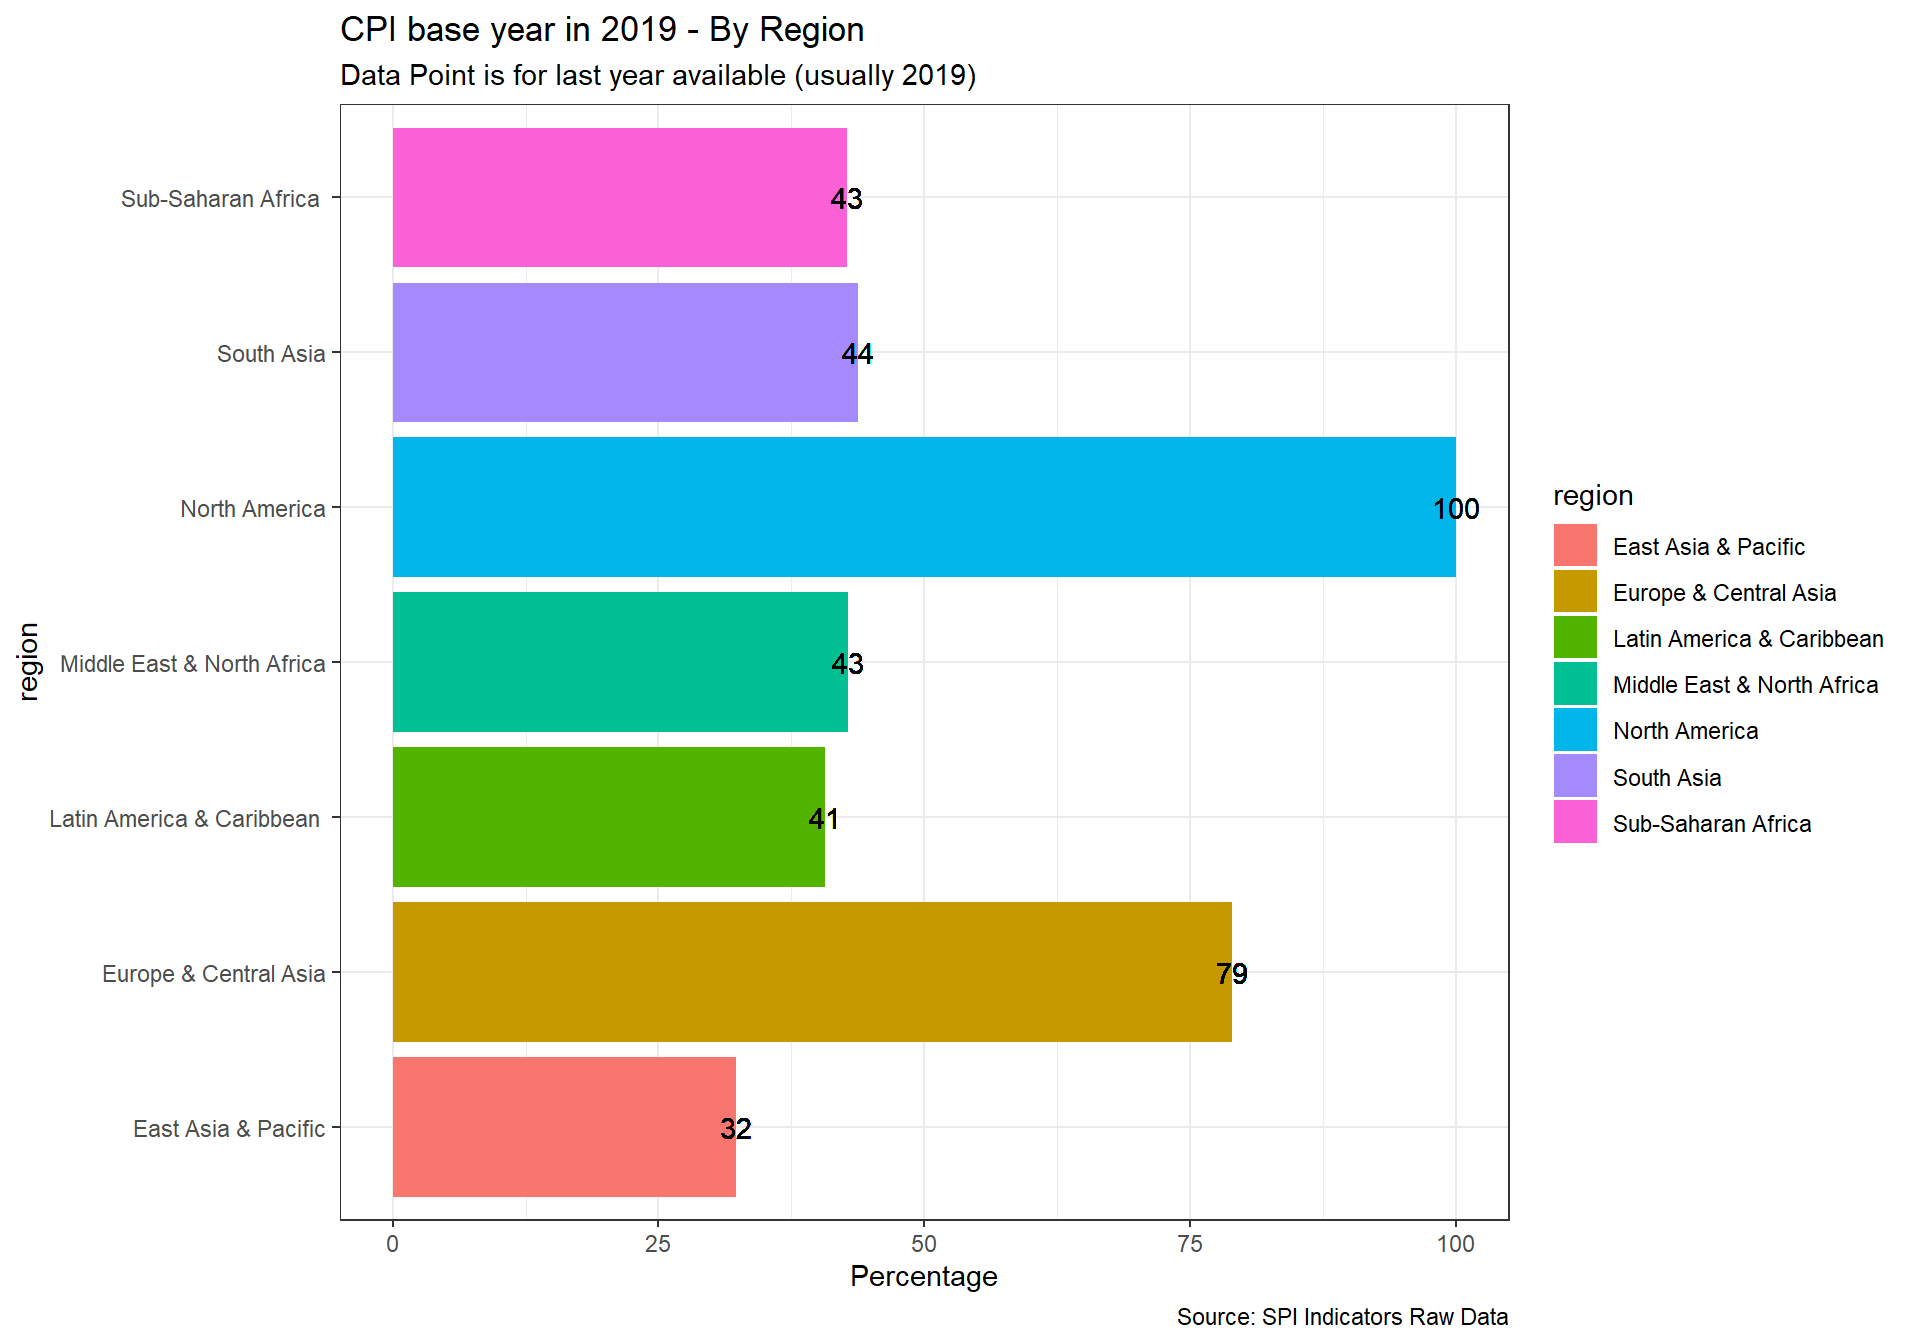 CPI base year in 2019 - By Region
Data Point is for last year available (usually 2019)
region
Sub-Saharan Africa
43
South Asia
44
North America
100
Middle East & North Africa
43
Latin America & Caribbean
41
Europe & Central Asia
79
East Asia & Pacific
32
0 25 50 75 100
Percentage
region
East Asia & Pacific
Europe & Central Asia
Latin America & Caribbean
Middle East & North Africa
North America
South Asia
Sub-Saharan Africa
Source: SPI Indicators Raw Data